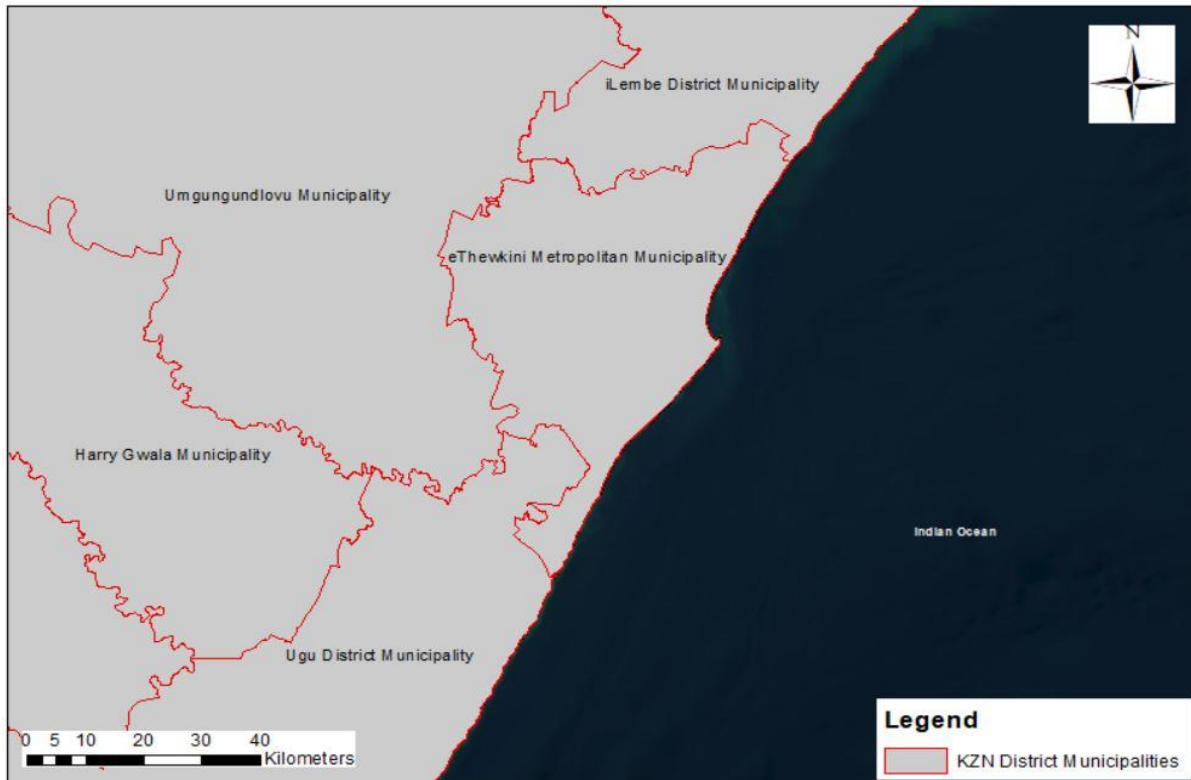 N
iLembe District Municipality
Umgungundlovu Municipality
eThewkini Metropolitan Municipality
Harry Gwala Municipality
Indian Ocean
Ugu District Municipality
Legend
KZN District Municipalities
0 5 10 20 30 40
Kilometers